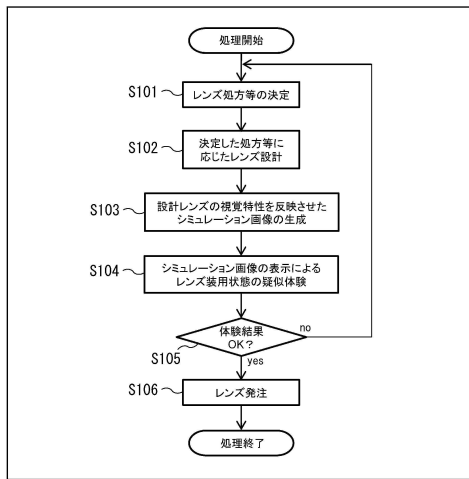 処理開始
S101
レンズ処方等の決定
S102
決定した処方等に
応じたレンズ設計
S103
設計レンズの視覚特性を反映させた
シミュレーション画像の生成
S104
シミュレーション画像の表示による
レンズ装用状態の疑似体験
体験結果
OK?
no
S105
yes
S106
レンズ発注
処理終了